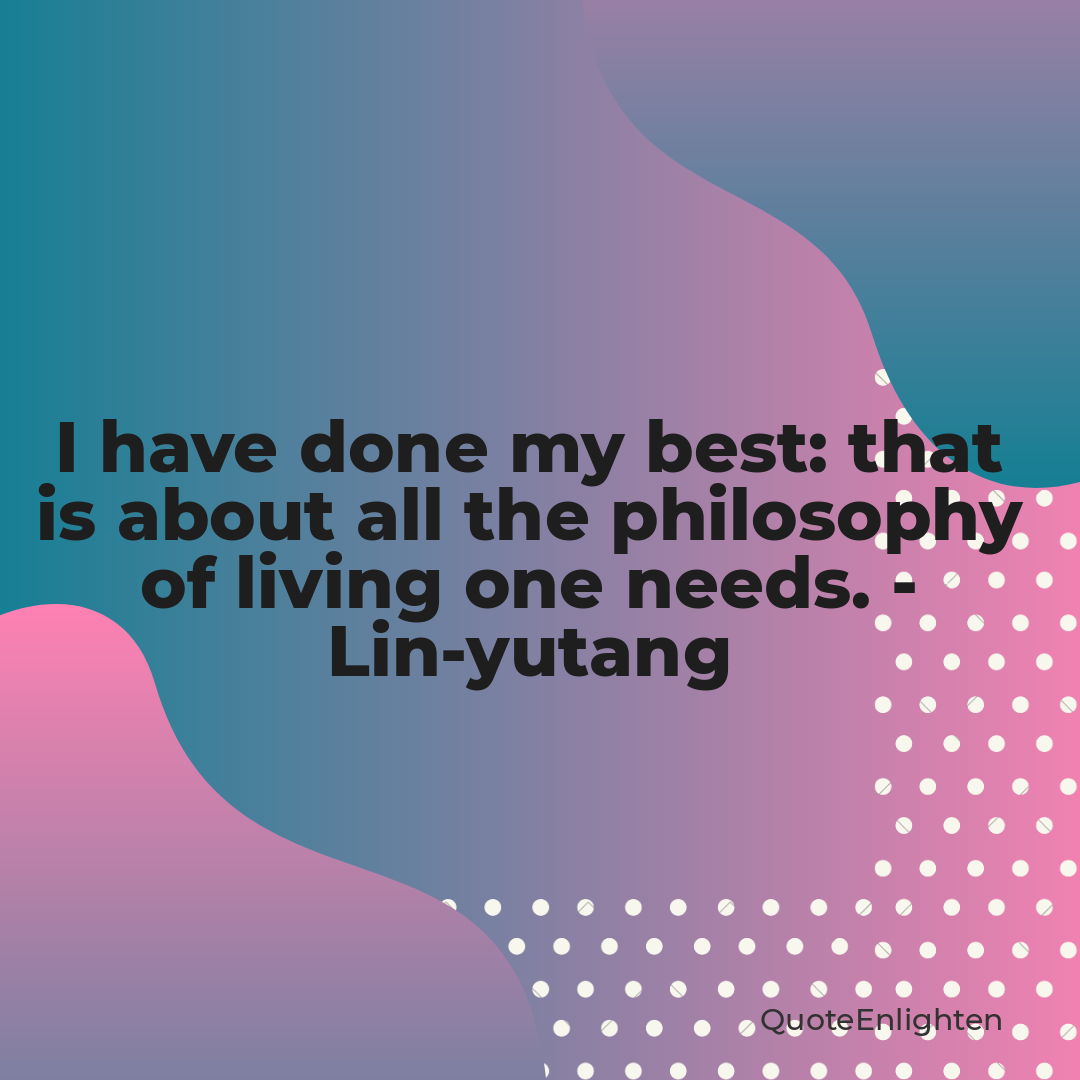 I have done my best: that
is about all the philosophy
of living one needs. -
Lin-yutang
QuoteEnlighten